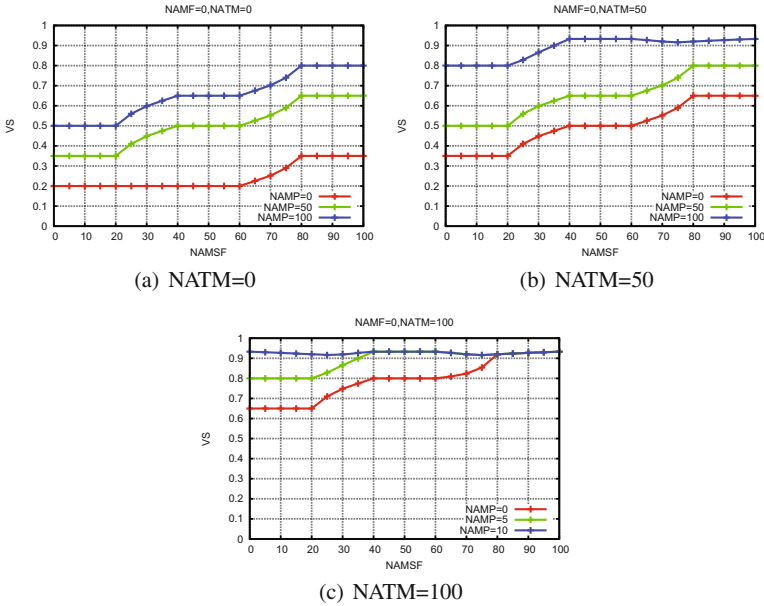 NAMF=0,NATM=0
1
0.9
0.8
0.7
0.6
0.5
0.4
0.3
0.2
0.1
0
VS
NAMP=0
NAMP=50
NAMP=100
0 10 20 30 40 50 60 70 80 90 100
NAMSF
(a) NATM=0
NAMF=0,NATM=50
1
0.9
0.8
0.7
0.6
0.5
0.4
0.3
0.2
0.1
0
VS
NAMP=0
NAMP=50
NAMP=100
0 10 20 30 40 50 60 70 80 90 100
NAMSF
(b) NATM=50
NAMF=0,NATM=100
1
0.9
0.8
0.7
0.6
0.5
0.4
0.3
0.2
0.1
0
VS
NAMP=0
NAMP=5
NAMP=10
0 10 20 30 40 50 60 70 80 90 100
NAMSF
(c) NATM=100